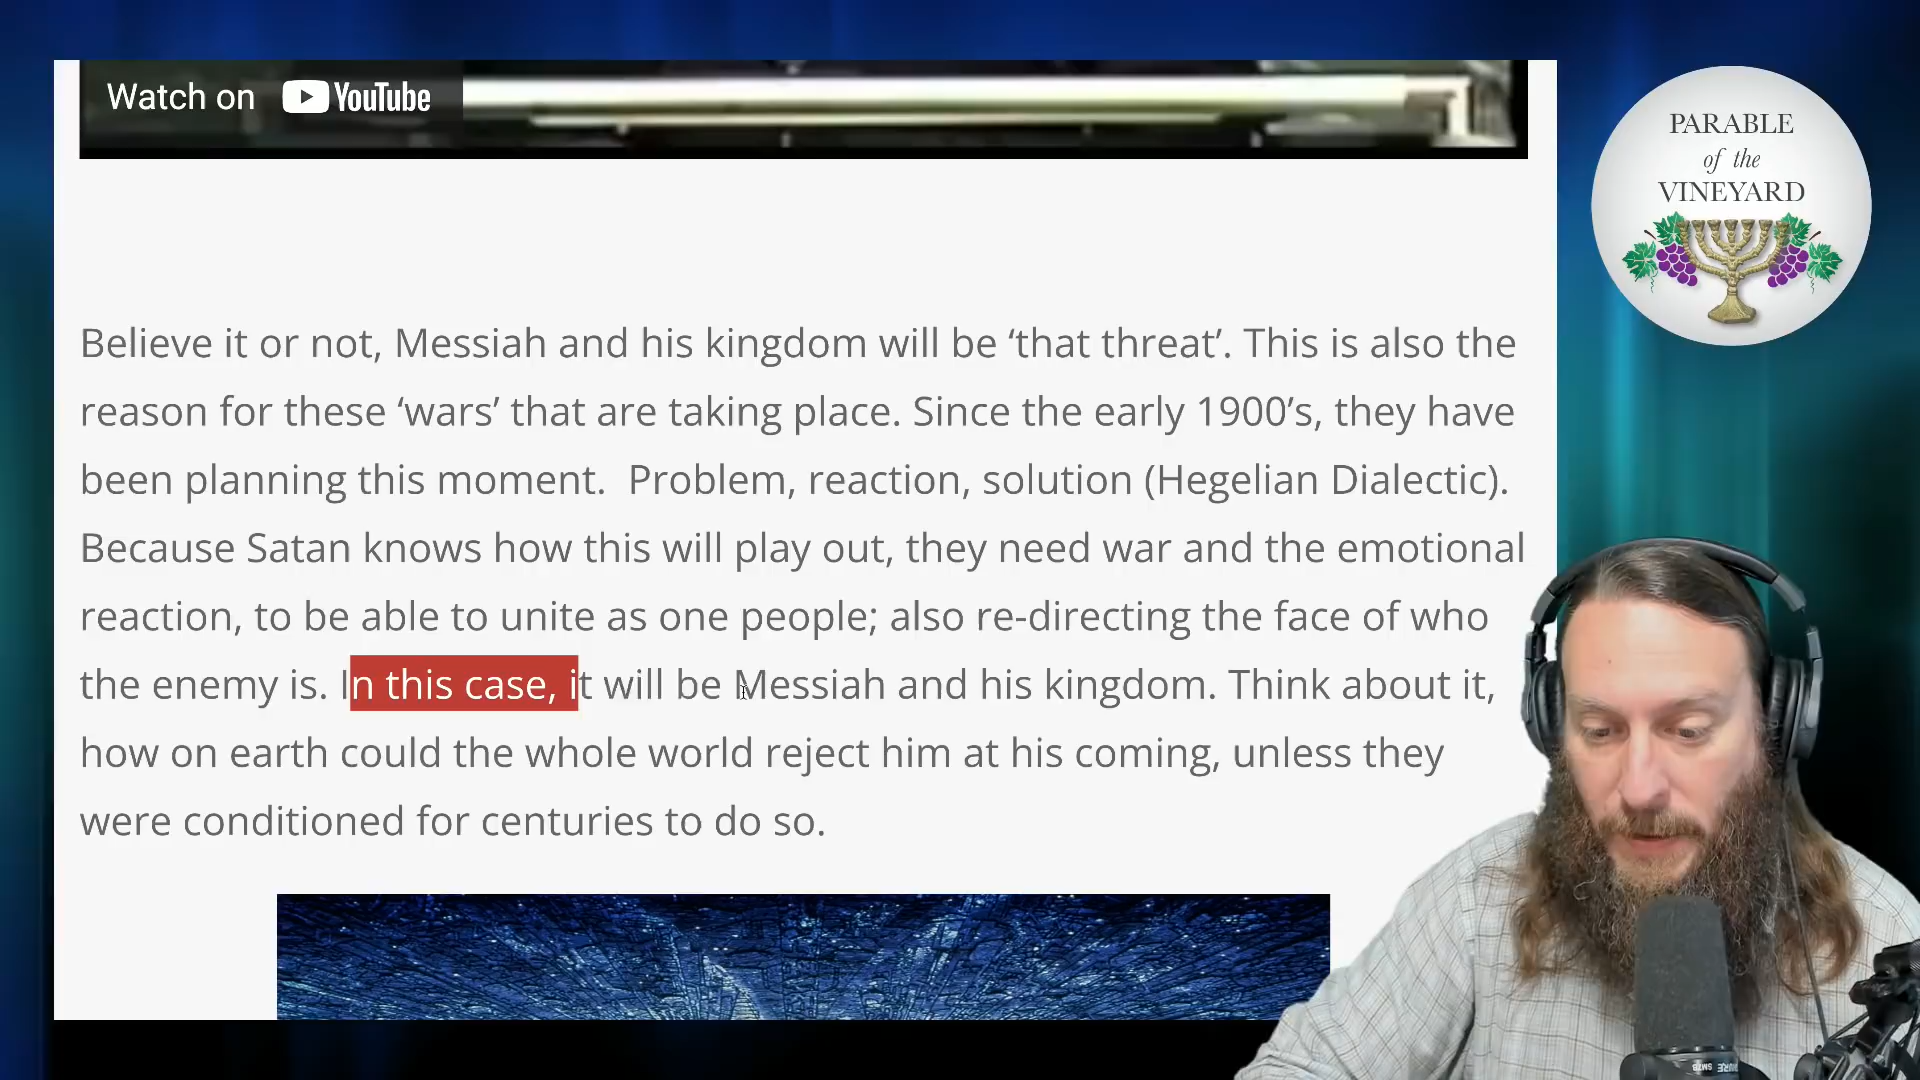 Watch on YouTube
PARABLE
of the
VINEYARD
Believe it or not, Messiah and his kingdom will be ‘that threat’. This is also the
reason for these ‘wars’ that are taking place. Since the early 1900’s, they have
been planning this moment.  Problem, reaction, solution (Hegelian Dialectic).
Because Satan knows how this will play out, they need war and the emotional
reaction, to be able to unite as one people; also re-directing the face of who
the enemy is. In this case, it will be Messiah and his kingdom. Think about it,
how on earth could the whole world reject him at his coming, unless they
were conditioned for centuries to do so.
SHURE SM7B